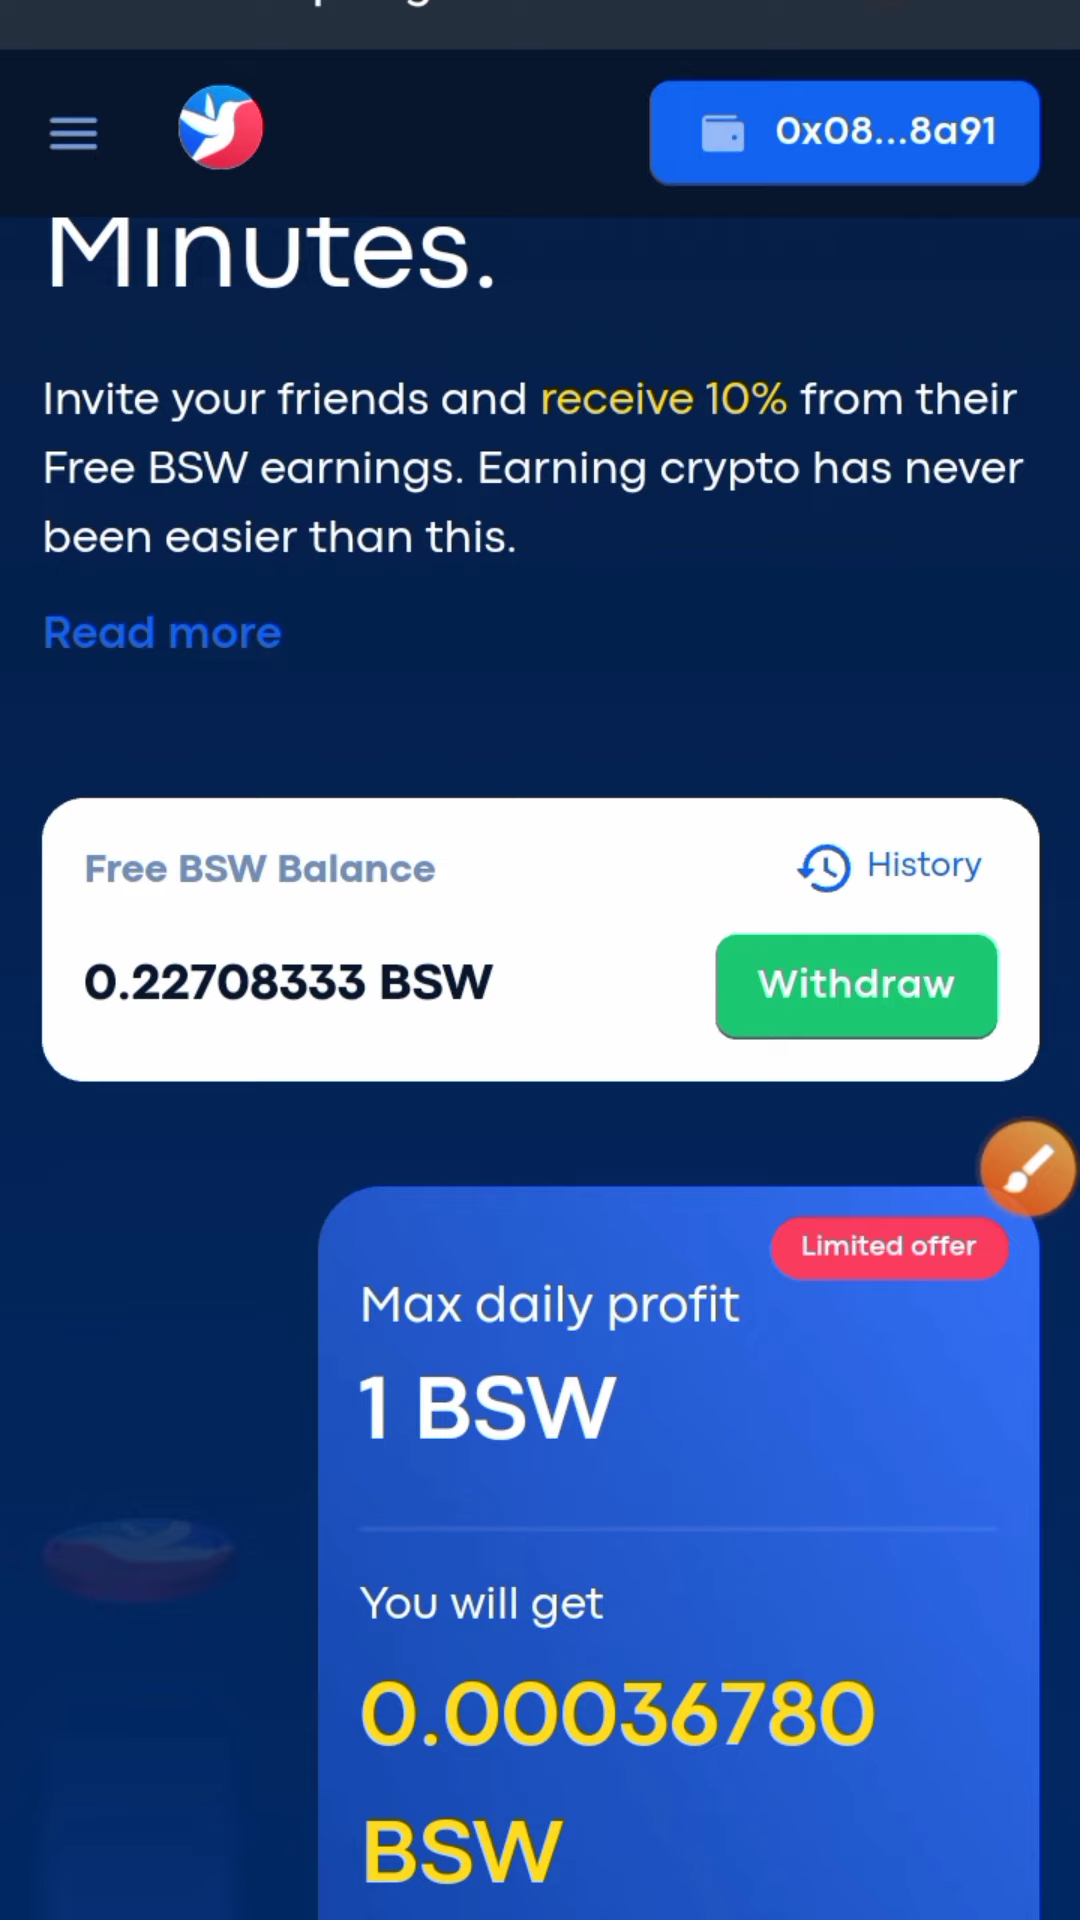 0x08...8a91
Minutes.
Invite your friends and receive 10% from their
Free BSW earnings. Earning crypto has never
been easier than this.
Read more
Free BSW Balance
History
0.22708333 BSW
Withdraw
Limited offer
Max daily profit
1 BSW
You will get
0.00036780
BSW